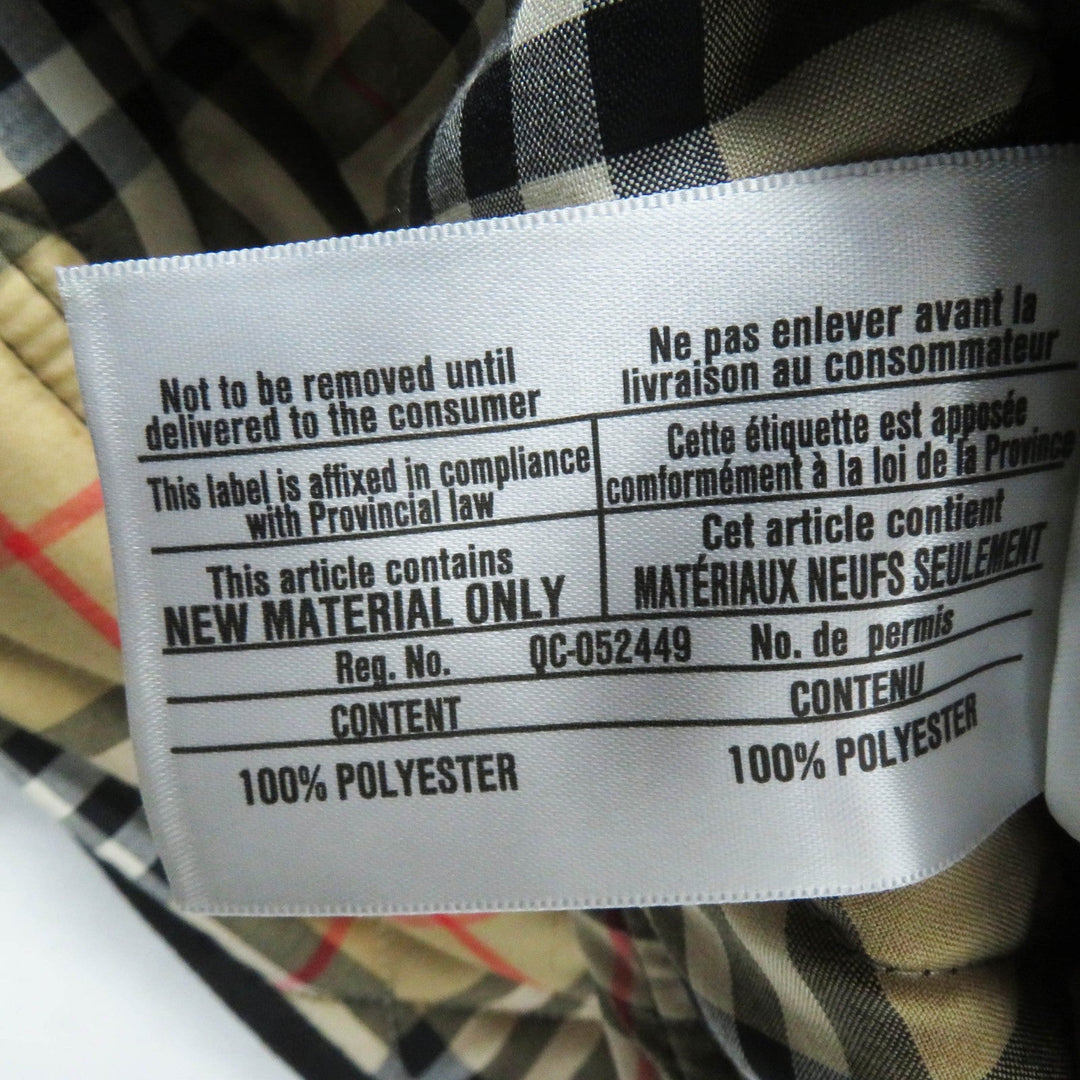 Not to be removed until
delivered to the consumer
Ne pas enlever avant la
livraison au consommateur
This label is affixed in compliance
with Provincial law
Cette étiquette est apposée
comformément à la loi de la Province
This article contains
NEW MATERIAL ONLY
Cet article contient
MATÉRIAUX NEUFS SEULEMENT
Reg. No. QC-052449 No. de permis
CONTENT CONTENU
100% POLYESTER 100% POLYESTER